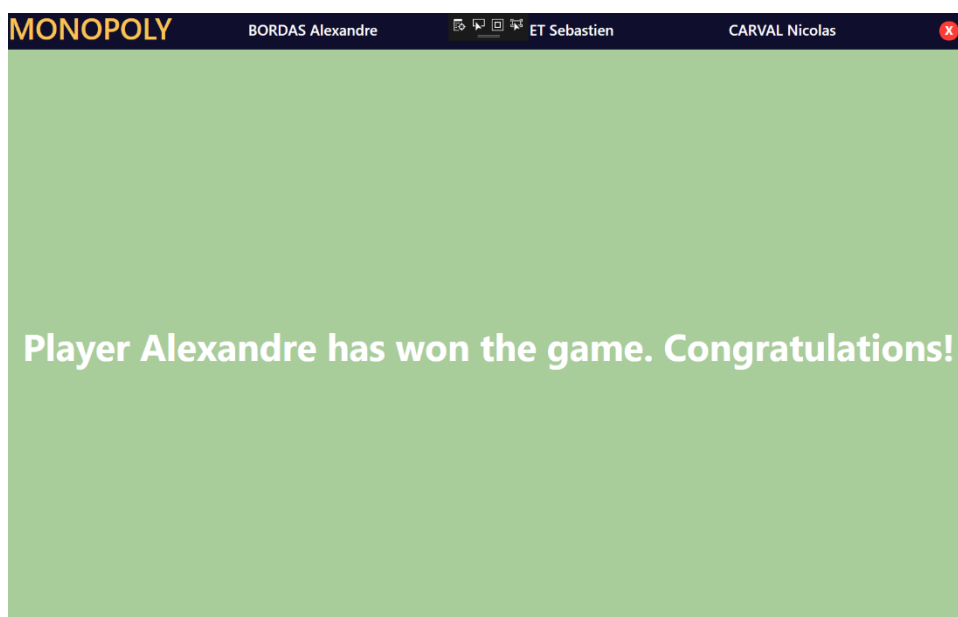 MONOPOLY BORDAS Alexandre ET Sebastien CARVAL Nicolas X
Player Alexandre has won the game. Congratulations!